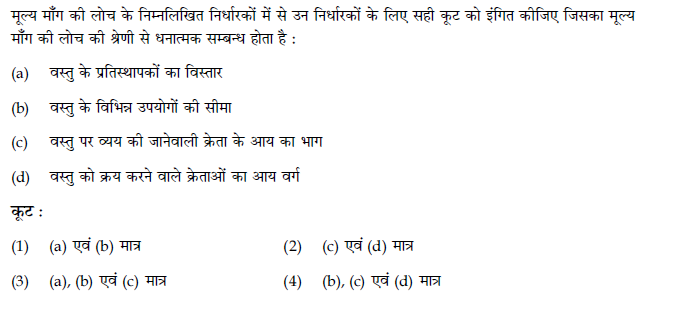 मूल्य माँग की लोच के निम्नलिखित निर्धारकों में से उन निर्धारकों के लिए सही कूट को इंगित कीजिए जिसका मूल्य
माँग की लोच की श्रेणी से धनात्मक सम्बन्ध होता है :
(a) वस्तु के प्रतिस्थापकों का विस्तार
(b) वस्तु के विभिन्न उपयोगों की सीमा
(c) वस्तु पर व्यय की जानेवाली क्रेता के आय का भाग
(d) वस्तु को क्रय करने वाले क्रेताओं का आय वर्ग
कूट :
(1) (a) एवं (b) मात्र (2) (c) एवं (d) मात्र
(3) (a), (b) एवं (c) मात्र (4) (b), (c) एवं (d) मात्र